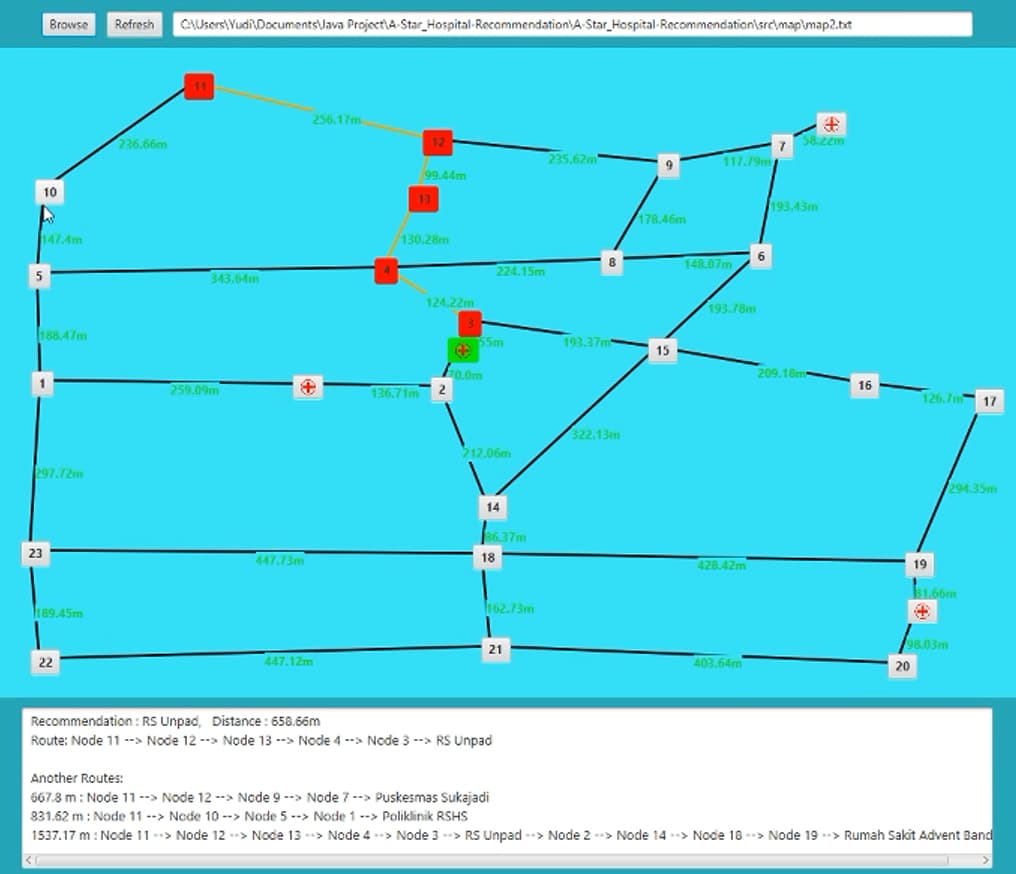 Browse Refresh C:\Users\Yudi\Documents\Java Project\A-Star_Hospital-Recommendation\A-Star_Hospital-Recommendation\src\map\map2.txt
11
256.17m
12
7
58.22m
236.66m
235.62m
9
117.79m
99.44m
10
13
178.46m
193.43m
147.4m
130.28m
5
343.64m
4
224.15m
8
148.07m
6
124.22m
193.78m
188.47m
3
55m
193.37m
15
70.0m
209.18m
1
259.09m
136.71m
2
16
126.7m
17
322.13m
212.06m
297.72m
294.35m
14
86.37m
23
447.73m
18
428.42m
19
81.66m
189.45m
162.73m
98.03m
22
447.12m
21
403.64m
20
Recommendation : RS Unpad, Distance : 658.66m
Route: Node 11 --> Node 12 --> Node 13 --> Node 4 --> Node 3 --> RS Unpad
Another Routes:
667.8 m : Node 11 --> Node 12 --> Node 9 --> Node 7 --> Puskesmas Sukajadi
831.62 m : Node 11 --> Node 10 --> Node 5 --> Node 1 --> Poliklinik RSHS
1537.17 m : Node 11 --> Node 12 --> Node 13 --> Node 4 --> Node 3 --> RS Unpad --> Node 2 --> Node 14 --> Node 18 --> Node 19 --> Rumah Sakit Advent Band